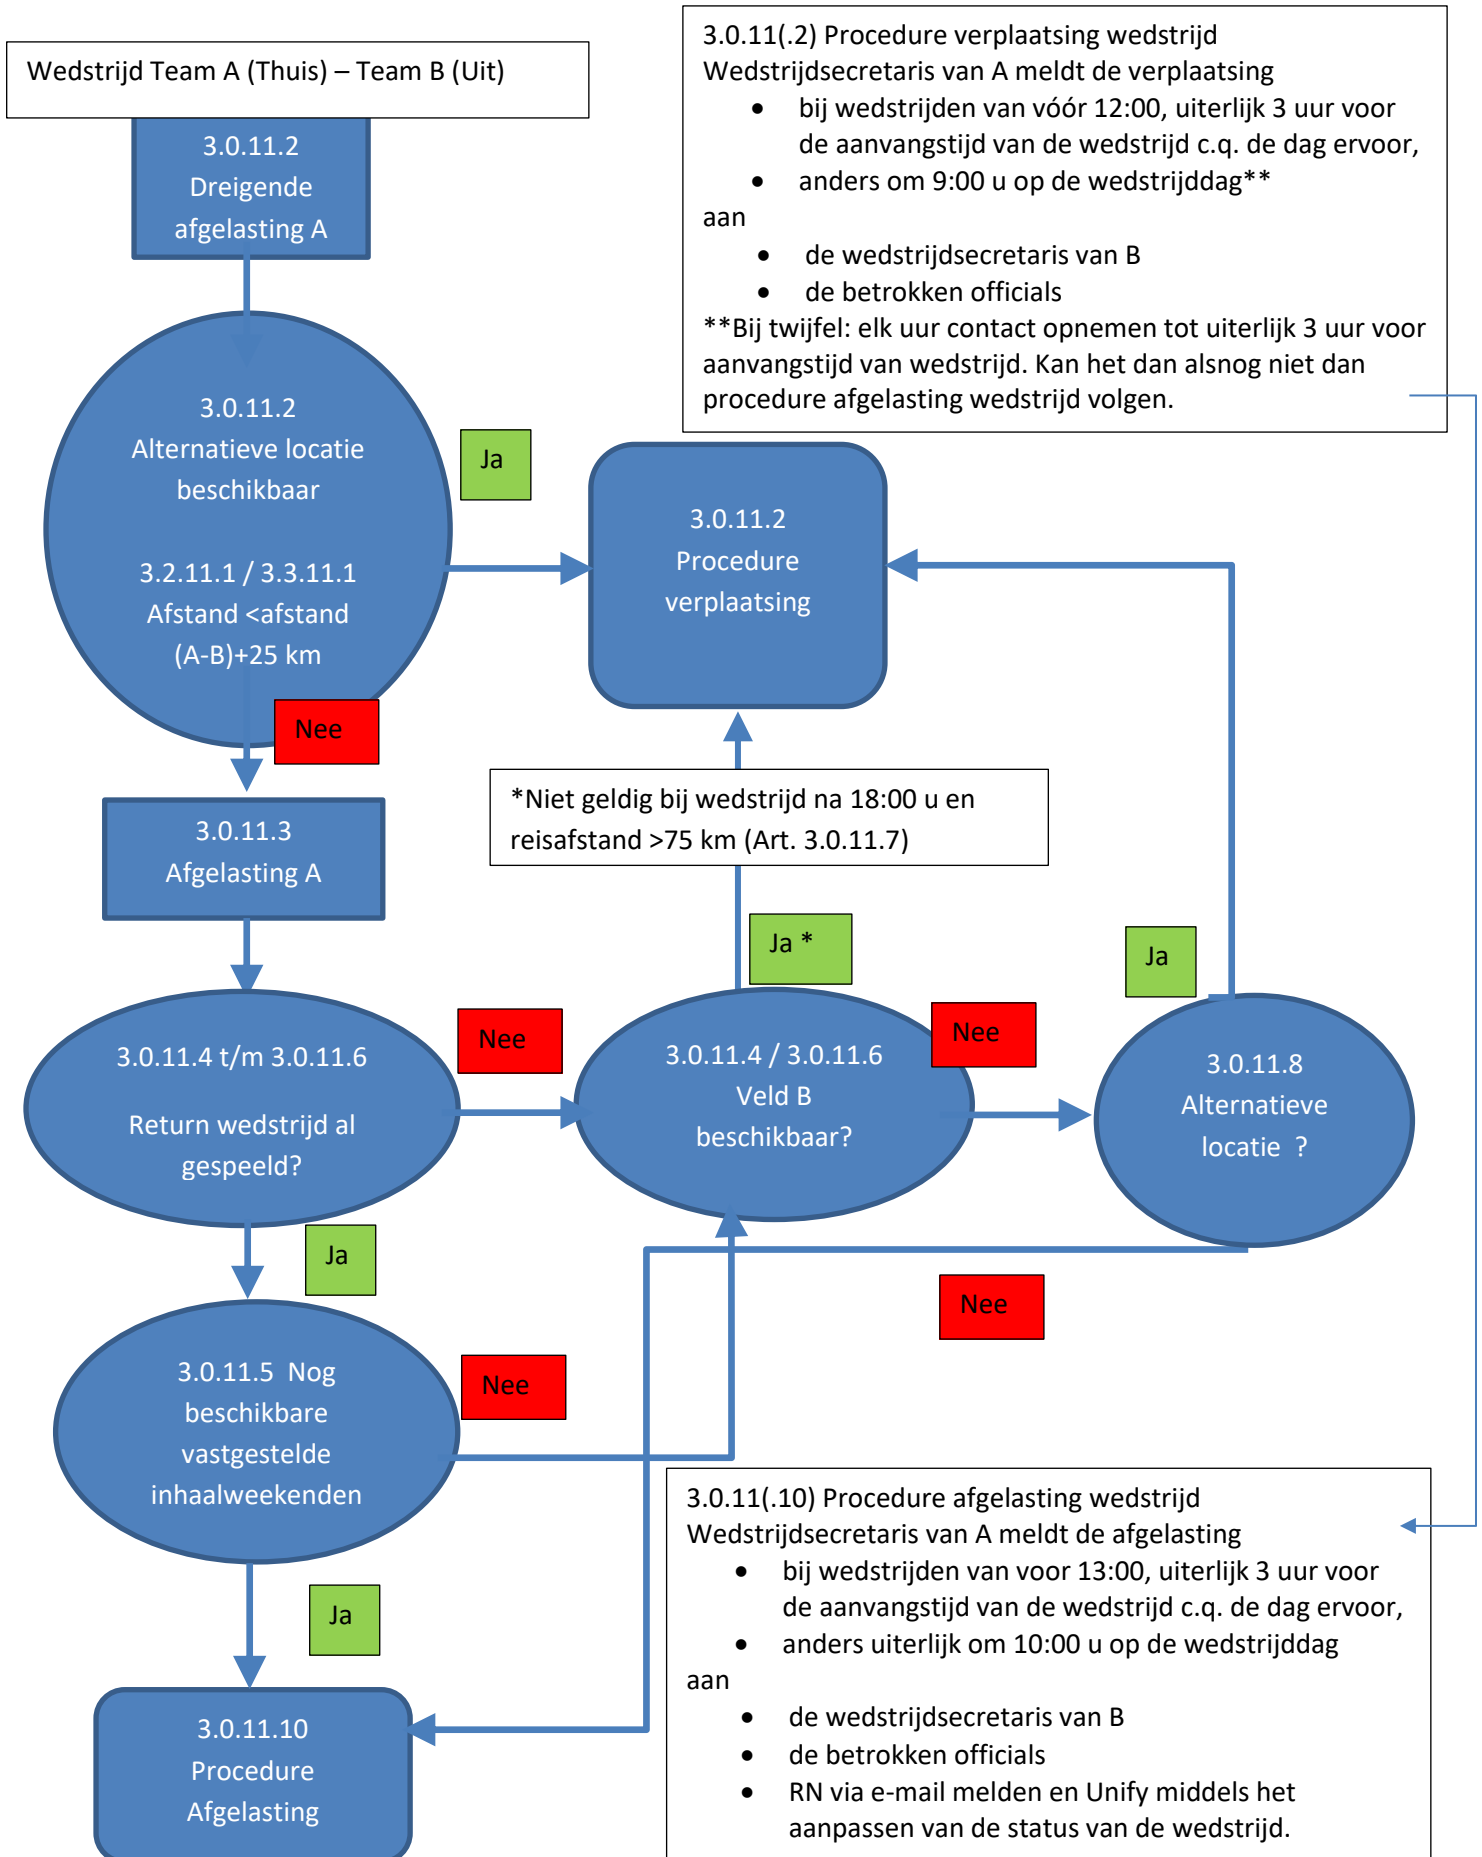 Wedstrijd Team A (Thuis) – Team B (Uit)
3.0.11(.2) Procedure verplaatsing wedstrijd
Wedstrijdsecretaris van A meldt de verplaatsing
• bij wedstrijden van vóór 12:00, uiterlijk 3 uur voor
de aanvangstijd van de wedstrijd c.q. de dag ervoor,
• anders om 9:00 u op de wedstrijddag**
aan
• de wedstrijdsecretaris van B
• de betrokken officials
**Bij twijfel: elk uur contact opnemen tot uiterlijk 3 uur voor
aanvangstijd van wedstrijd. Kan het dan alsnog niet dan
procedure afgelasting wedstrijd volgen.
3.0.11.2
Dreigende
afgelasting A
3.0.11.2
Alternatieve locatie
beschikbaar
3.2.11.1 / 3.3.11.1
Afstand <afstand
(A-B)+25 km
Ja
3.0.11.2
Procedure
verplaatsing
Nee
*Niet geldig bij wedstrijd na 18:00 u en
reisafstand >75 km (Art. 3.0.11.7)
3.0.11.3
Afgelasting A
Ja *
Ja
3.0.11.4 t/m 3.0.11.6
Return wedstrijd al
gespeeld?
Nee
3.0.11.4 / 3.0.11.6
Veld B
beschikbaar?
Nee
3.0.11.8
Alternatieve
locatie ?
Ja
Nee
3.0.11.5 Nog
beschikbare
vastgestelde
inhaalweekenden
Nee
Ja
3.0.11.10
Procedure
Afgelasting
3.0.11(.10) Procedure afgelasting wedstrijd
Wedstrijdsecretaris van A meldt de afgelasting
• bij wedstrijden van voor 13:00, uiterlijk 3 uur voor
de aanvangstijd van de wedstrijd c.q. de dag ervoor,
• anders uiterlijk om 10:00 u op de wedstrijddag
aan
• de wedstrijdsecretaris van B
• de betrokken officials
• RN via e-mail melden en Unify middels het
aanpassen van de status van de wedstrijd.